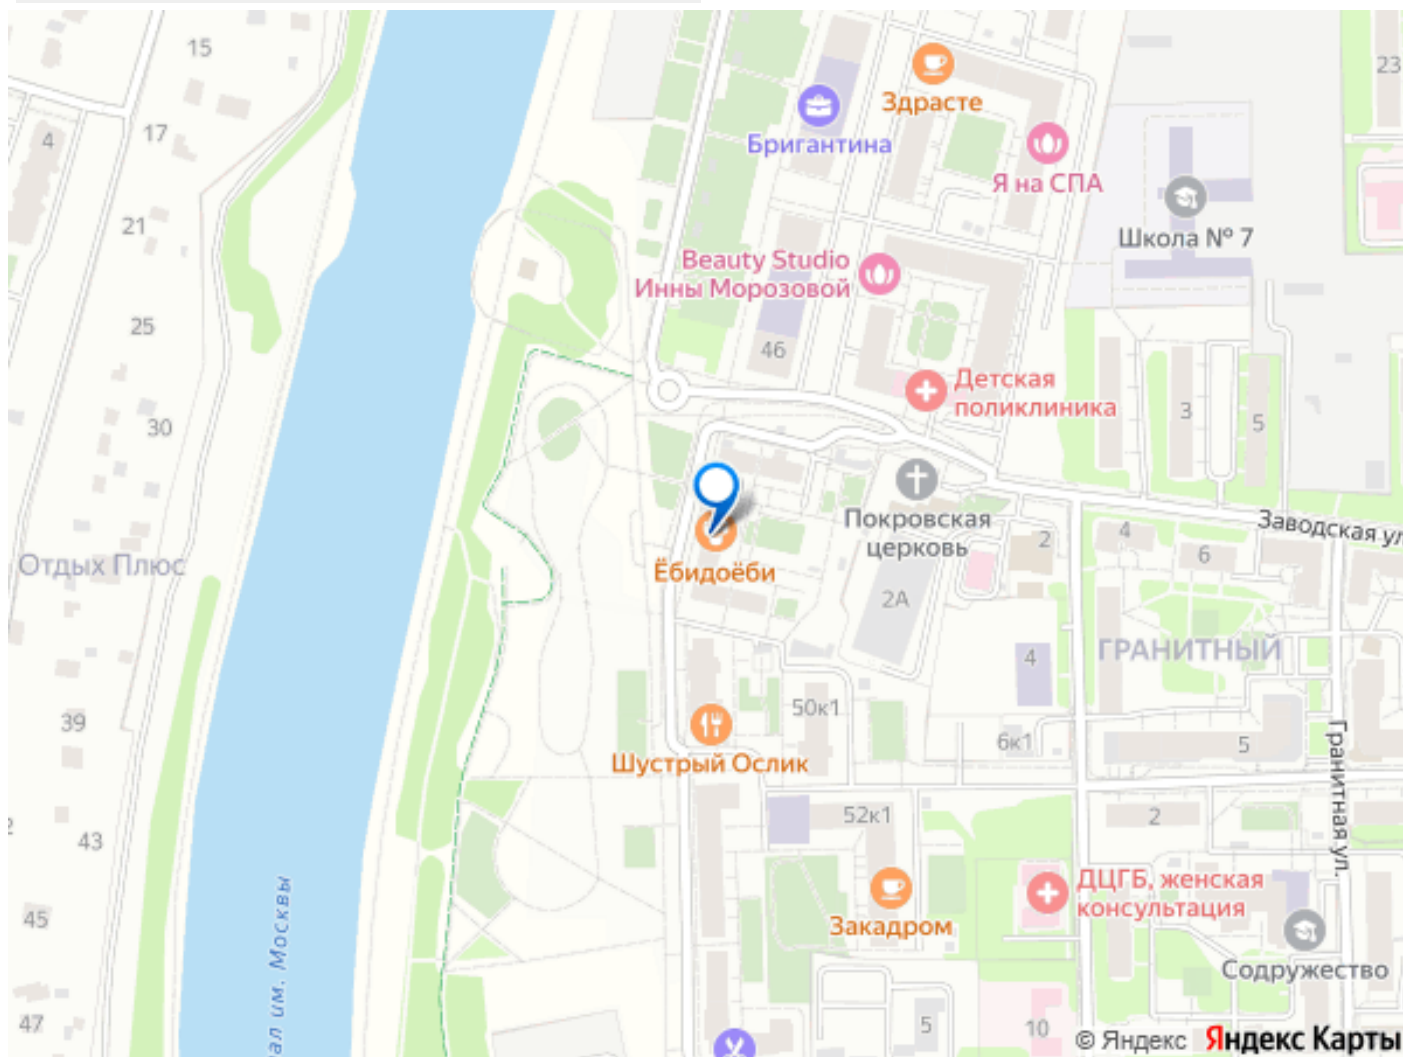 15
Здрасте
23
4
17
Бригантина
Я на СПА
21
Школа № 7
Beauty Studio
Инны Морозовой
25
46
Детская
поликлиника
30
3
5
Покровская
церковь
Заводская ул
2
4
6
Отдых Плюс
Ёбидоёби
2А
4
ГРАНИТНЫЙ
39
50к1
6к1
5
Гранитная ул.
Шустрый Ослик
43
52к1
2
ДЦГБ, женская
консультация
45
Закадром
ал им. Москвы
Содружество
47
5
10
© Яндекс Яндекс Карты